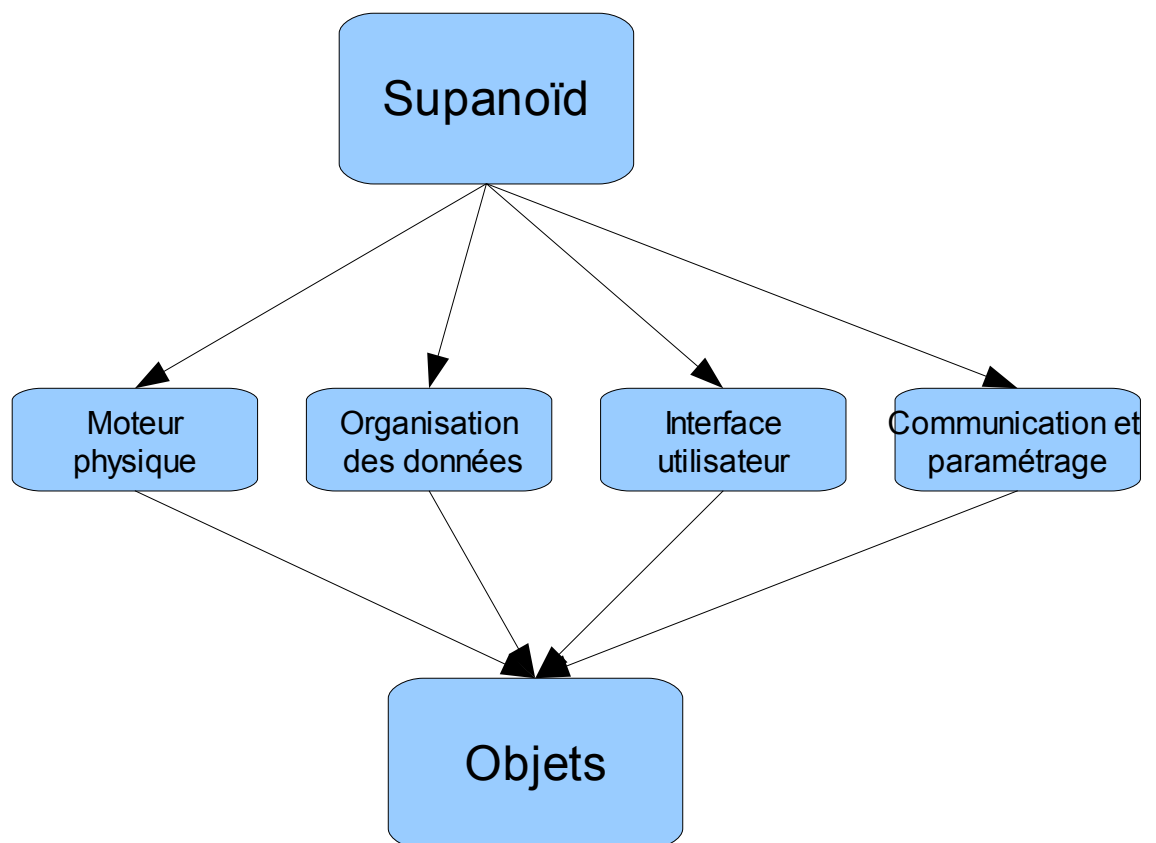 Supanoïd
Moteur
physique
Organisation
des données
Interface
utilisateur
Communication et
paramétrage
Objets